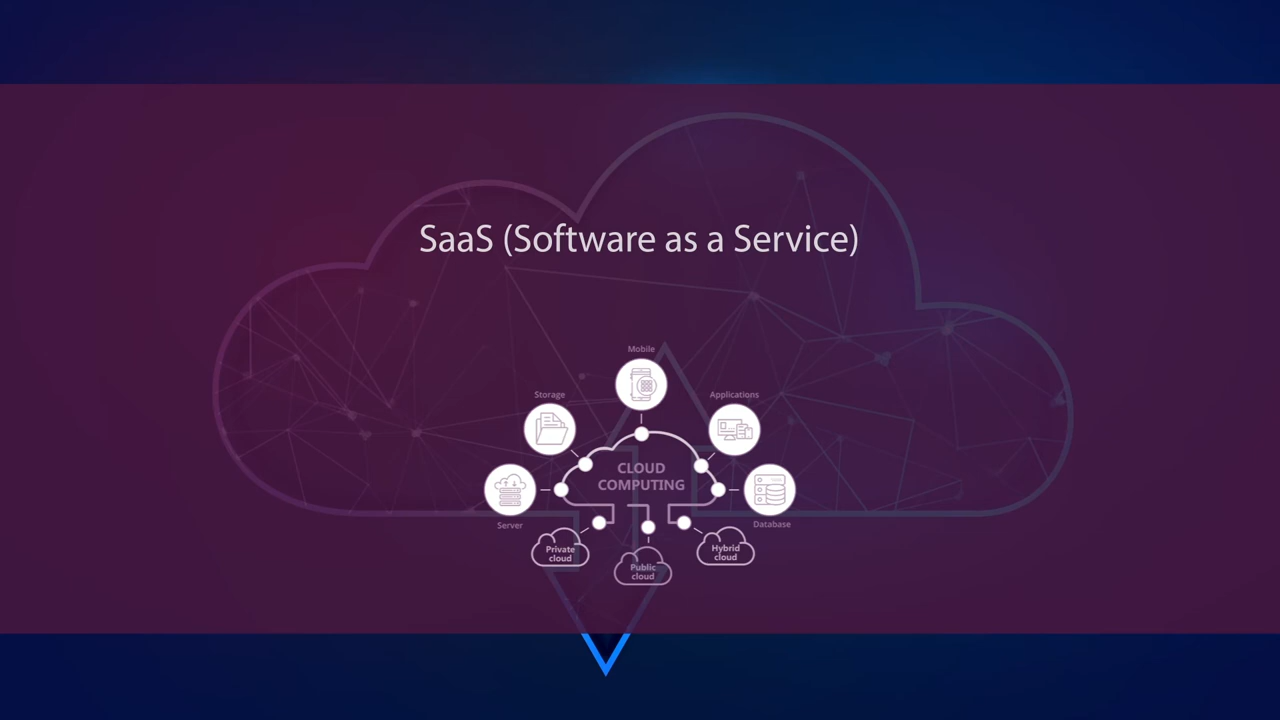 SaaS (Software as a Service)
Mobile
Storage
Applications
CLOUD
COMPUTING
Server
Database
Private
cloud
Public
cloud
Hybrid
cloud